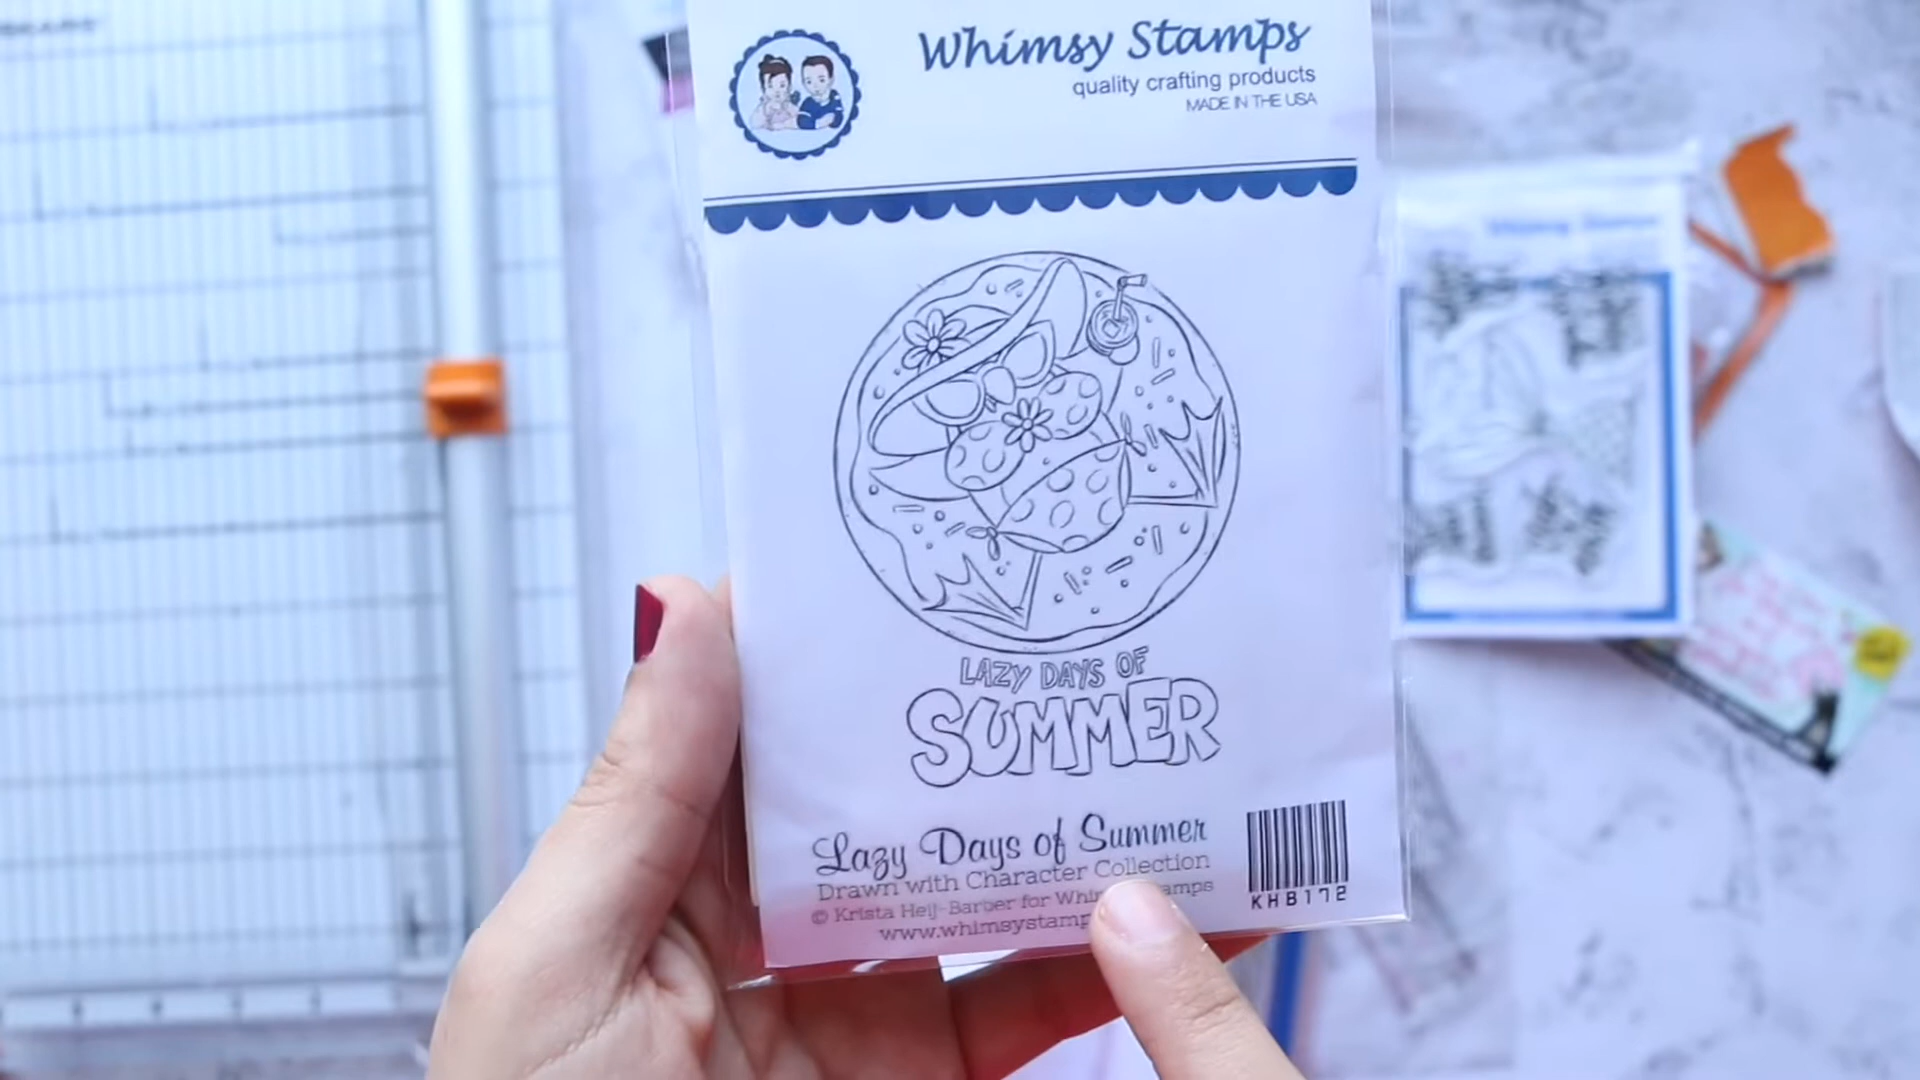 Whimsy Stamps
quality crafting products
MADE IN THE USA
LAZY DAYS OF
SUMMER
Lazy Days of Summer
Drawn with Character Collection
© Krista Heij-Barber for Whi amps
www.whimsystamp
KHB172